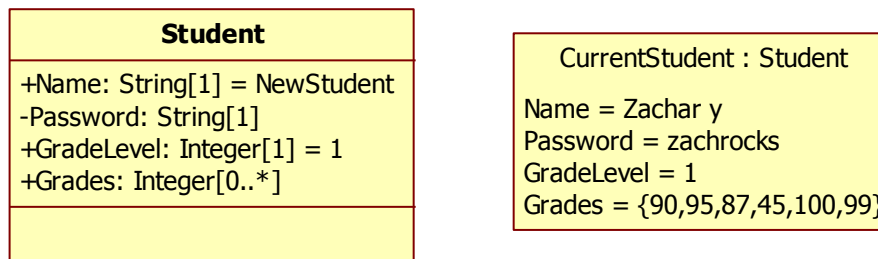 Student
+Name: String[1] = NewStudent
-Password: String[1]
+GradeLevel: Integer[1] = 1
+Grades: Integer[0..*]
CurrentStudent : Student
Name = Zachar y
Password = zachrocks
GradeLevel = 1
Grades = {90,95,87,45,100,99}